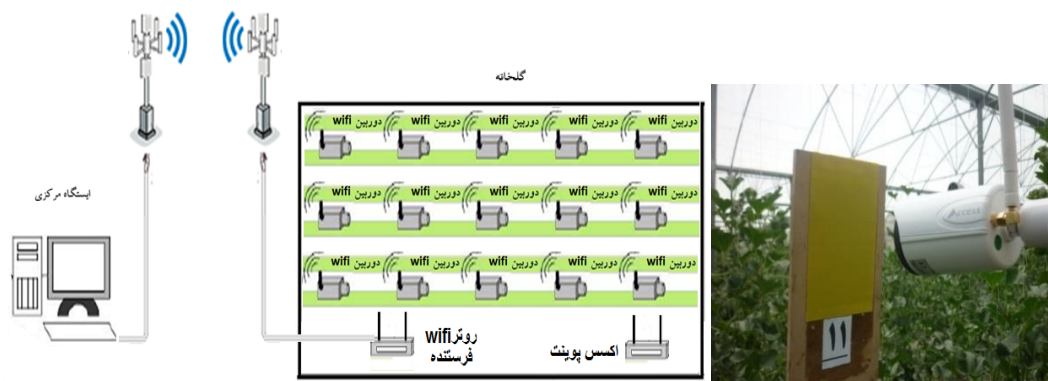 گلخانه
دوربین wifi دوربین wifi دوربین wifi دوربین wifi دوربین wifi
ایستگاه مرکزی
دوربین wifi دوربین wifi دوربین wifi دوربین wifi دوربین wifi
دوربین wifi دوربین wifi دوربین wifi دوربین wifi دوربین wifi
روتر wifi
فرستنده
اکسس پوینت
۱۱